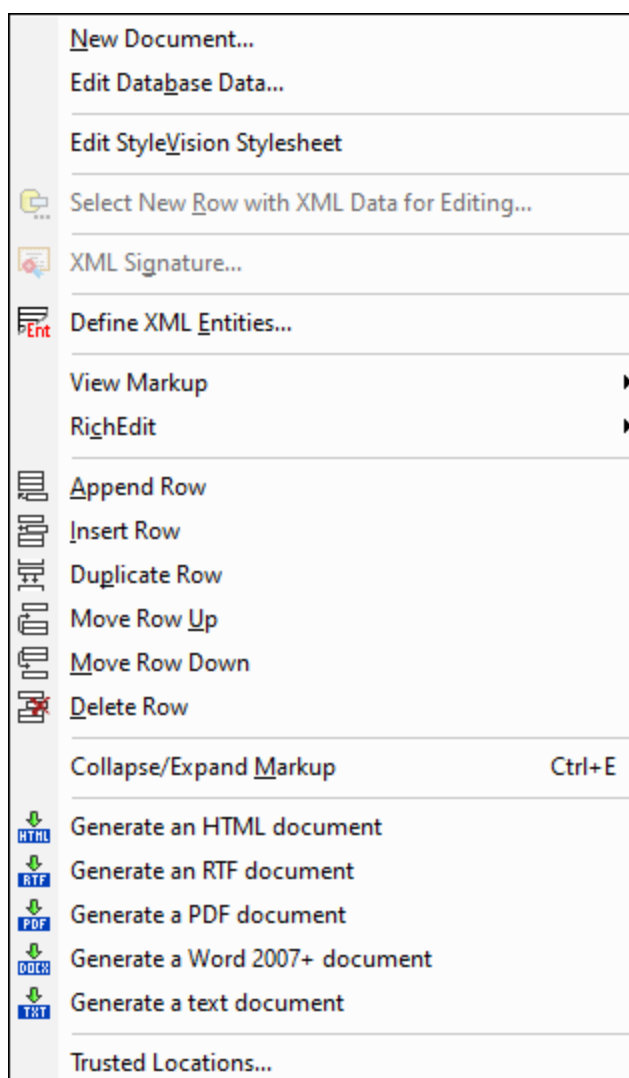 New Document...
Edit Database Data...
Edit StyleVision Stylesheet
Select New Row with XML Data for Editing...
XML Signature...
Ent Define XML Entities...
View Markup
RichEdit
Append Row
Insert Row
Duplicate Row
Move Row Up
Move Row Down
Delete Row
Collapse/Expand Markup Ctrl+E
HTML Generate an HTML document
RTF Generate an RTF document
PDF Generate a PDF document
DOCX Generate a Word 2007+ document
TXT Generate a text document
Trusted Locations...